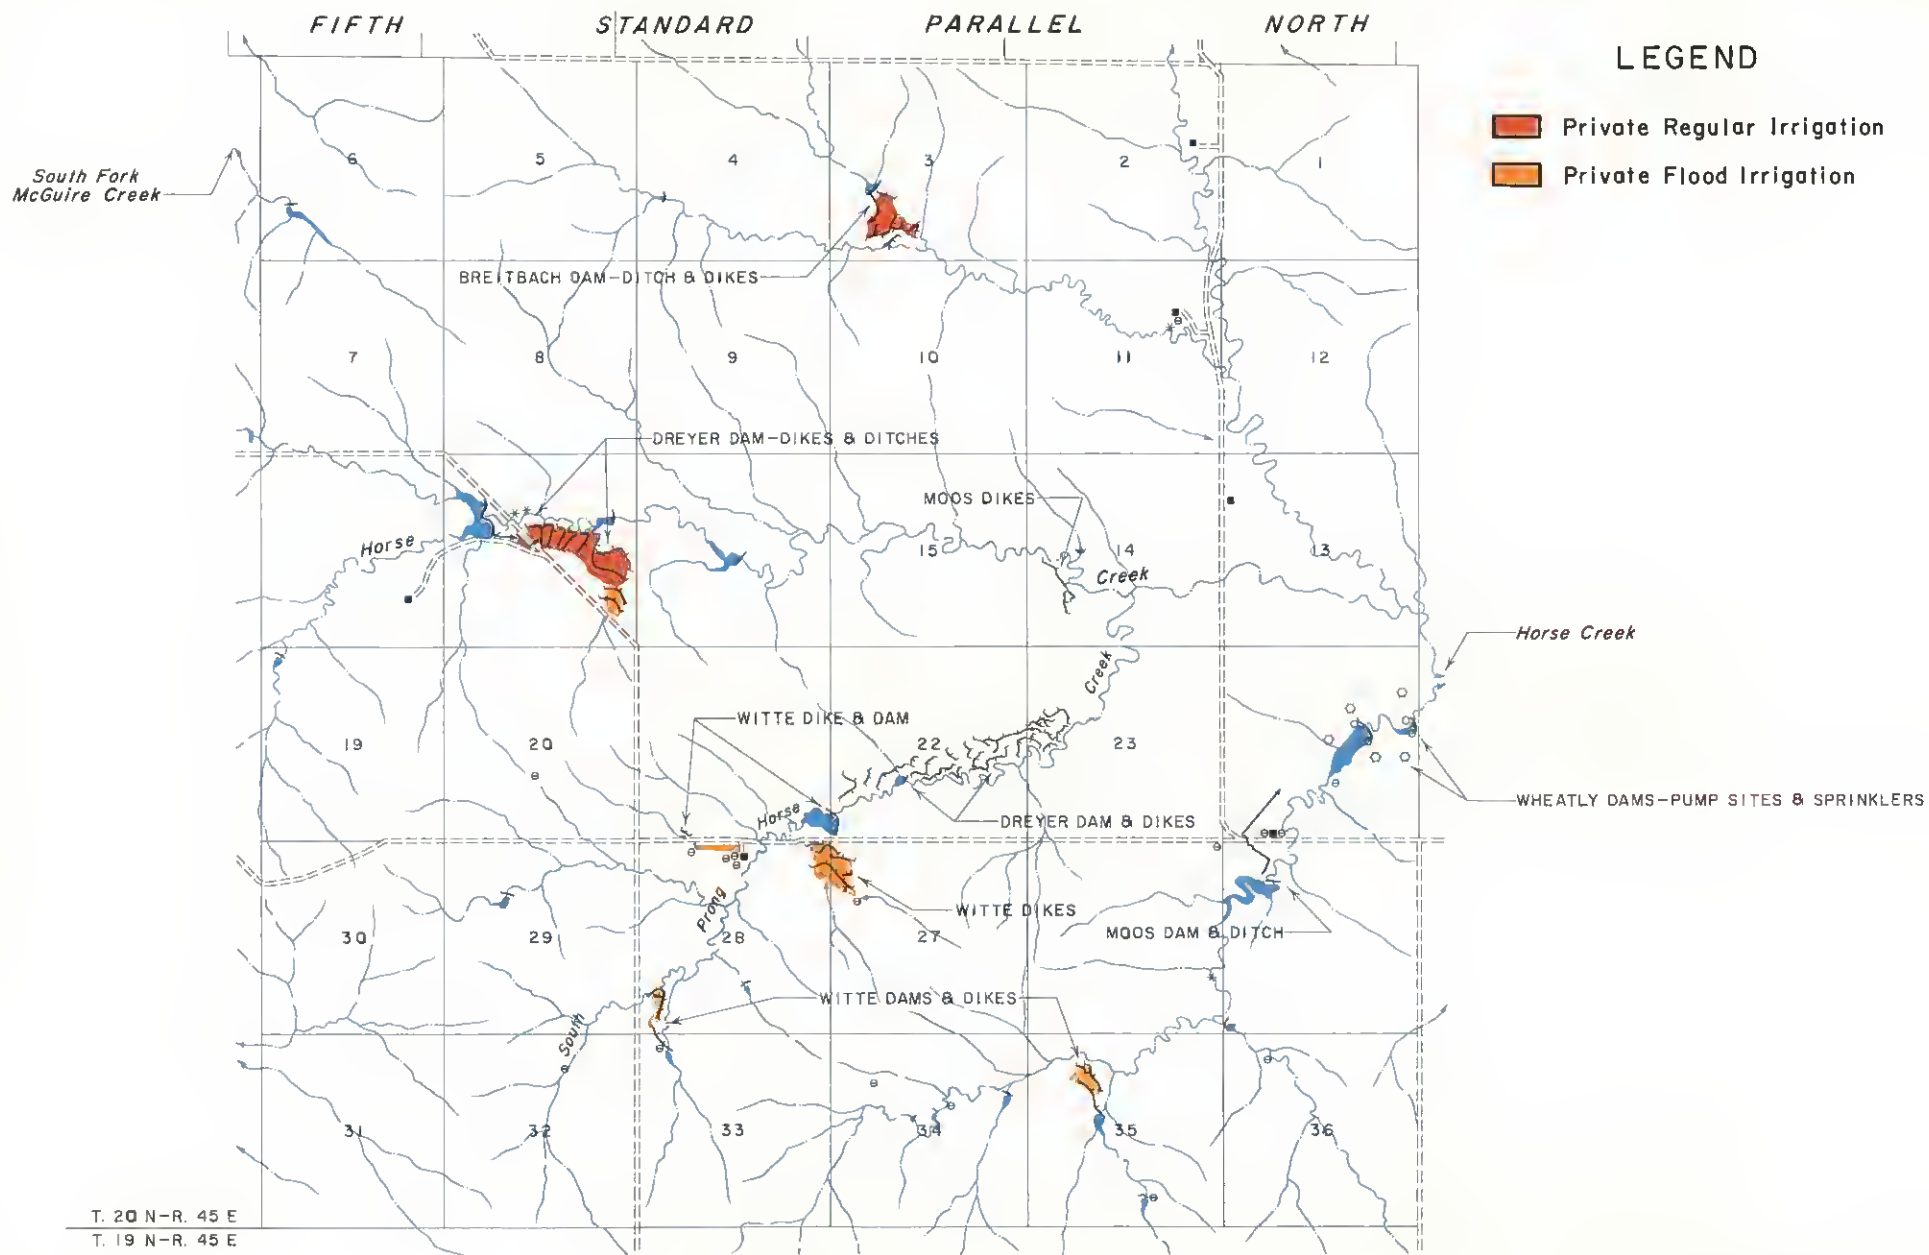 FIFTH STANDARD PARALLEL NORTH
LEGEND
Private Regular Irrigation
Private Flood Irrigation
6 5 4 3 2 1
South Fork
McGuire Creek
BREITBACH DAM-DITCH & DIKES
7 8 9 10 11 12
DREYER DAM-DIKES & DITCHES
MOOS DIKES
Horse
15 14 13
Creek
Horse Creek
Creek
WITTE DIKE & DAM
19 20 22 23
Horse
DREYER DAM & DIKES
WHEATLY DAMS-PUMP SITES & SPRINKLERS
Prong
WITTE DIKES
MOOS DAM & DITCH
30 29 28 27
WITTE DAMS & DIKES
South
31 32 33 34 35 36
T. 20 N-R. 45 E
T. 19 N-R. 45 E